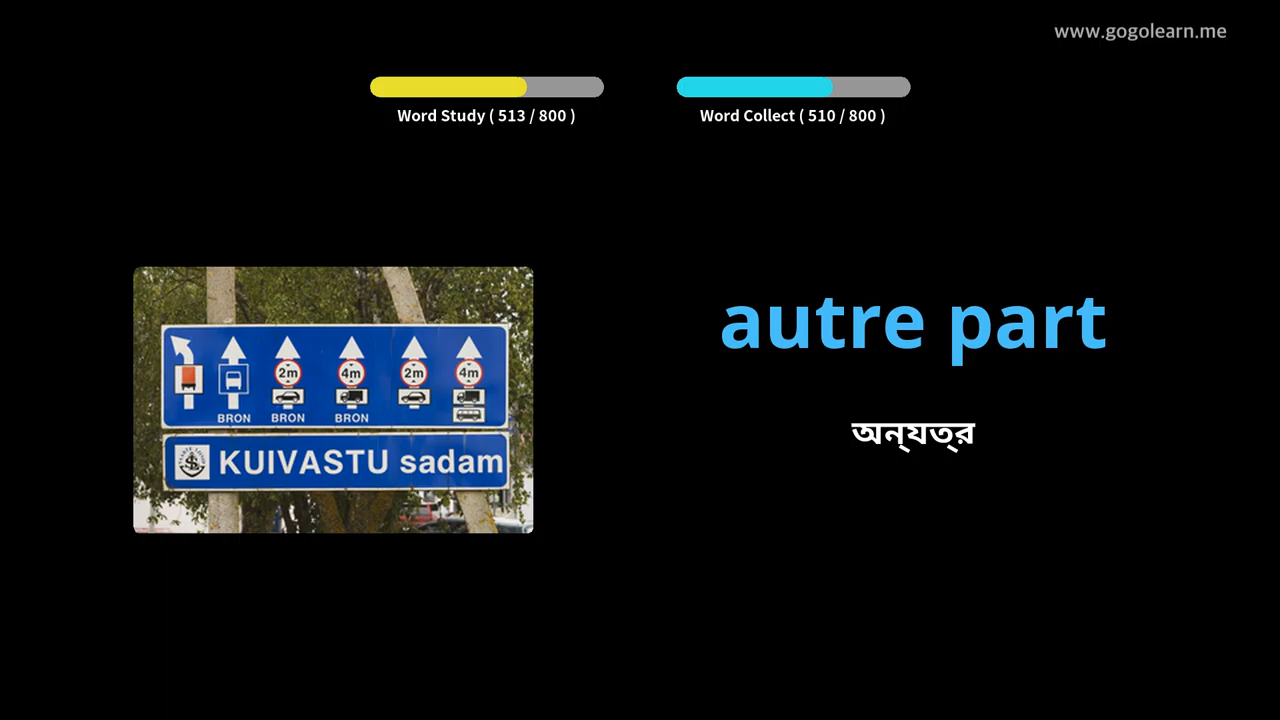 www.gogolearn.me
Word Study ( 513 / 800 )
Word Collect ( 510 / 800 )
autre part
অন্যত্র
2m 4m 2m 4m
BRON BRON BRON
KUIVASTU sadam